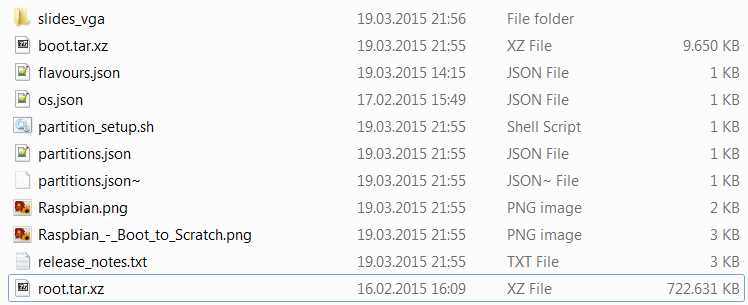 slides_vga 19.03.2015 21:56 File folder
boot.tar.xz 19.03.2015 21:55 XZ File 9.650 KB
flavours.json 19.03.2015 14:15 JSON File 1 KB
os.json 17.02.2015 15:49 JSON File 1 KB
partition_setup.sh 19.03.2015 21:55 Shell Script 1 KB
partitions.json 19.03.2015 21:55 JSON File 1 KB
partitions.json~ 19.03.2015 21:55 JSON~ File 1 KB
Raspbian.png 19.03.2015 21:55 PNG image 2 KB
Raspbian_-_Boot_to_Scratch.png 19.03.2015 21:55 PNG image 3 KB
release_notes.txt 19.03.2015 21:55 TXT File 3 KB
root.tar.xz 16.02.2015 16:09 XZ File 722.631 KB